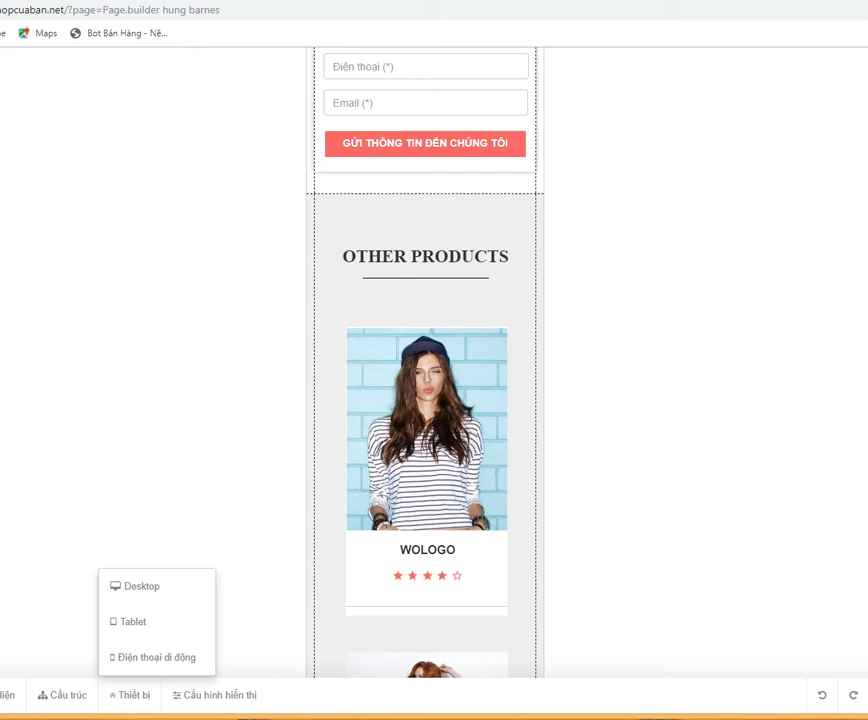 opcuaban.net/?page=Page.builder hung barnes
Maps
Bot Bán Hàng - Nề...
Điện thoại (*)
Email (*)
GỬI THÔNG TIN ĐẾN CHÚNG TÔI
OTHER PRODUCTS
WOLOGO
Desktop
Tablet
Điện thoại di động
Cấu trúc
Thiết bị
Cấu hình hiển thị